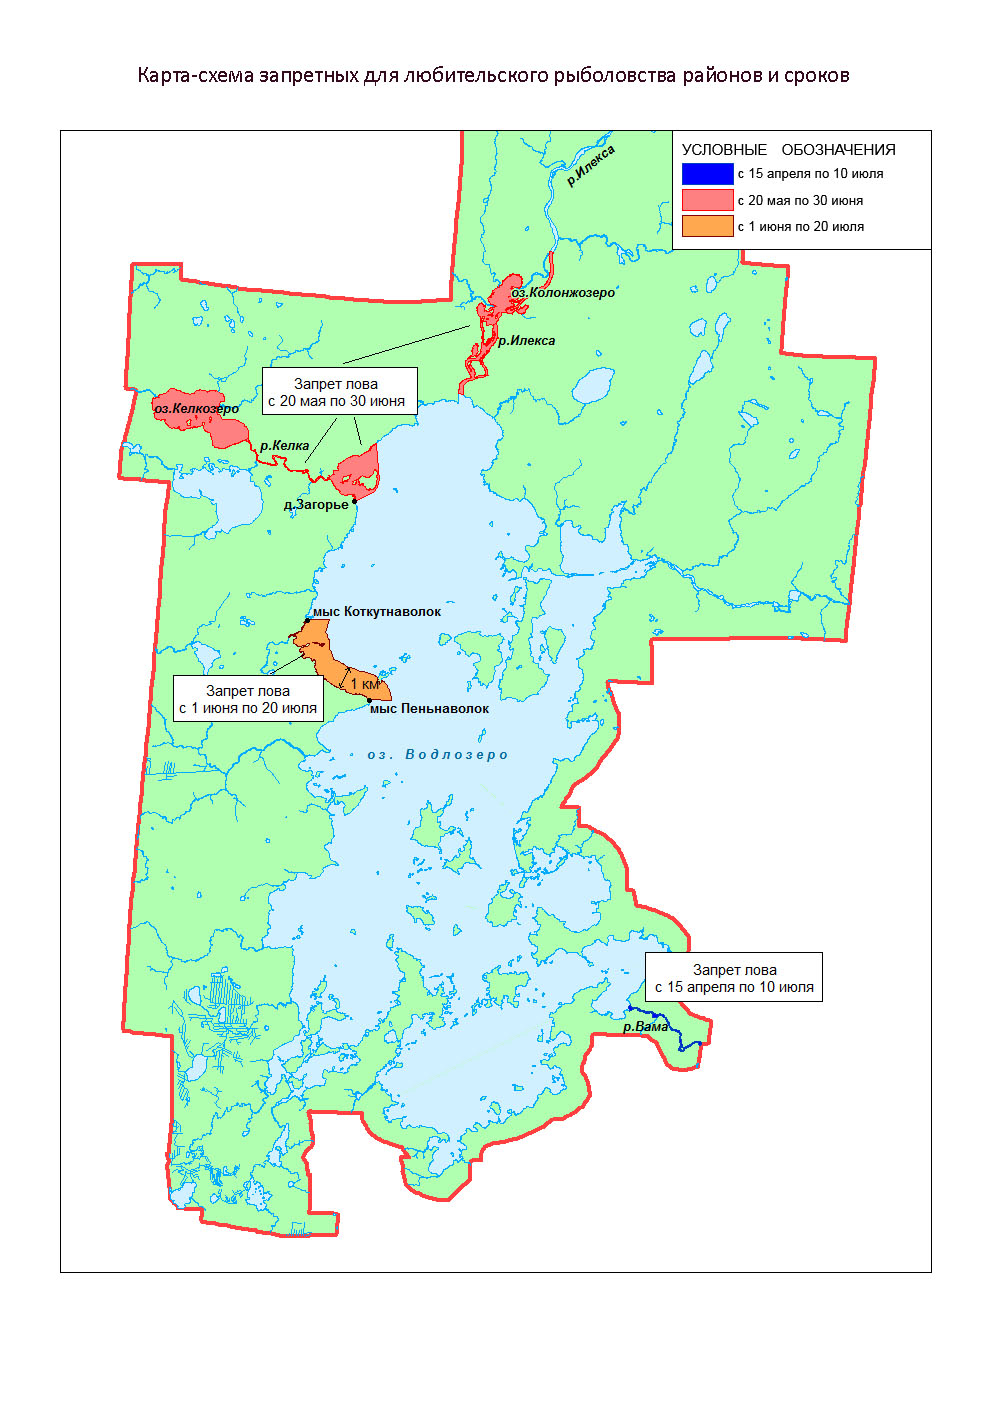 Карта-схема запретных для любительского рыболовства районов и сроков
УСЛОВНЫЕ ОБОЗНАЧЕНИЯ
с 15 апреля по 10 июля
с 20 мая по 30 июня
с 1 июня по 20 июля
р.Илекса
оз.Колонжозеро
р.Илекса
Запрет лова
с 20 мая по 30 июня
оз.Келкозеро
р.Келка
д.Загорье
мыс Коткутнаволок
Запрет лова
с 1 июня по 20 июля
1 км
мыс Пеньнаволок
оз. Водлозеро
Запрет лова
с 15 апреля по 10 июля
р.Вама